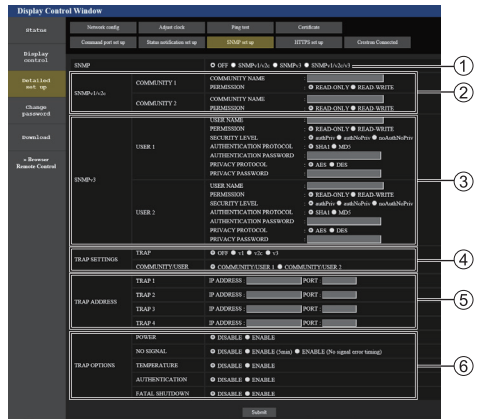 Display Control Window
Status
Display control
Detailed set up
Change password
Download
« Browser Remote Control
Network config
Adjust clock
Ping test
Certificate
Command port set up
Status notification set up
SNMP set up
HTTPS set up
Crestron Connected
SNMP : OFF SNMPv1/v2c SNMPv3 SNMPv1/v2c/v3
①
SNMPv1/v2c
COMMUNITY 1
COMMUNITY NAME :
PERMISSION : READ-ONLY READ-WRITE
COMMUNITY 2
COMMUNITY NAME :
PERMISSION : READ-ONLY READ-WRITE
②
SNMPv3
USER 1
USER NAME :
PERMISSION : READ-ONLY READ-WRITE
SECURITY LEVEL : authPriv authNoPriv noAuthNoPriv
AUTHENTICATION PROTOCOL : SHA1 MD5
AUTHENTICATION PASSWORD :
PRIVACY PROTOCOL : AES DES
PRIVACY PASSWORD :
USER 2
USER NAME :
PERMISSION : READ-ONLY READ-WRITE
SECURITY LEVEL : authPriv authNoPriv noAuthNoPriv
AUTHENTICATION PROTOCOL : SHA1 MD5
AUTHENTICATION PASSWORD :
PRIVACY PROTOCOL : AES DES
PRIVACY PASSWORD :
③
TRAP SETTINGS
TRAP : OFF v1 v2c v3
COMMUNITY/USER : COMMUNITY/USER 1 COMMUNITY/USER 2
④
TRAP ADDRESS
TRAP 1 IP ADDRESS : PORT :
TRAP 2 IP ADDRESS : PORT :
TRAP 3 IP ADDRESS : PORT :
TRAP 4 IP ADDRESS : PORT :
⑤
TRAP OPTIONS
POWER : DISABLE ENABLE
NO SIGNAL : DISABLE ENABLE (5min) ENABLE (No signal error timing)
TEMPERATURE : DISABLE ENABLE
AUTHENTICATION : DISABLE ENABLE
FATAL SHUTDOWN : DISABLE ENABLE
⑥
Submit